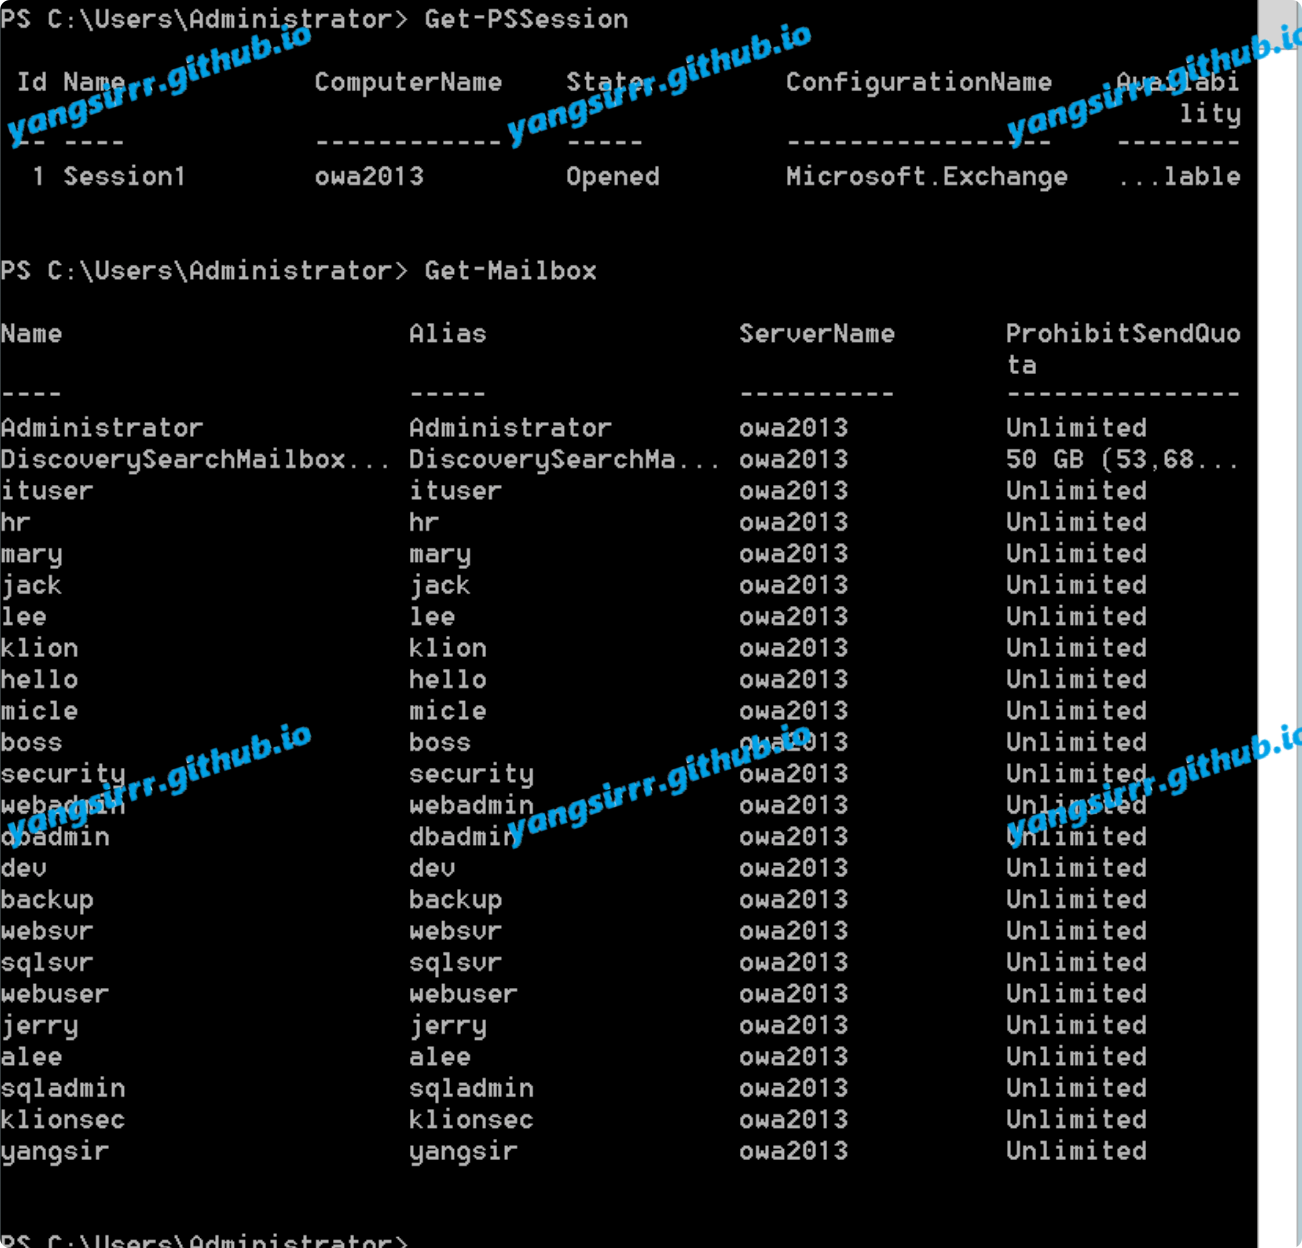 PS C:\Users\Administrator> Get-PSSession
Id Name ComputerName State ConfigurationName Availabi
lity
-- ---- ------------ ----- ----------------- --------
1 Session1 owa2013 Opened Microsoft.Exchange ...lable
PS C:\Users\Administrator> Get-Mailbox
Name Alias ServerName ProhibitSendQuo
ta
---- ----- ---------- ---------------
Administrator Administrator owa2013 Unlimited
DiscoverySearchMailbox... DiscoverySearchMa... owa2013 50 GB (53,68...
ituser ituser owa2013 Unlimited
hr hr owa2013 Unlimited
mary mary owa2013 Unlimited
jack jack owa2013 Unlimited
lee lee owa2013 Unlimited
klion klion owa2013 Unlimited
hello hello owa2013 Unlimited
micle micle owa2013 Unlimited
boss boss owa2013 Unlimited
security security owa2013 Unlimited
webadmin webadmin owa2013 Unlimited
dbadmin dbadmin owa2013 Unlimited
dev dev owa2013 Unlimited
backup backup owa2013 Unlimited
websvr websvr owa2013 Unlimited
sqlsvr sqlsvr owa2013 Unlimited
webuser webuser owa2013 Unlimited
jerry jerry owa2013 Unlimited
alee alee owa2013 Unlimited
sqladmin sqladmin owa2013 Unlimited
klionsec klionsec owa2013 Unlimited
yangsir yangsir owa2013 Unlimited
PS C:\Users\Administrator>
yangsirrr.github.io
yangsirrr.github.io
yangsirrr.github.io
yangsirrr.github.io
yangsirrr.github.io
yangsirrr.github.io